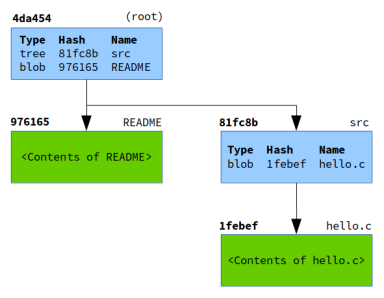 4da454 (root)
Type Hash Name
tree 81fc8b src
blob 976165 README
976165 README
<Contents of README>
81fc8b src
Type Hash Name
blob 1febef hello.c
1febef hello.c
<Contents of hello.c>